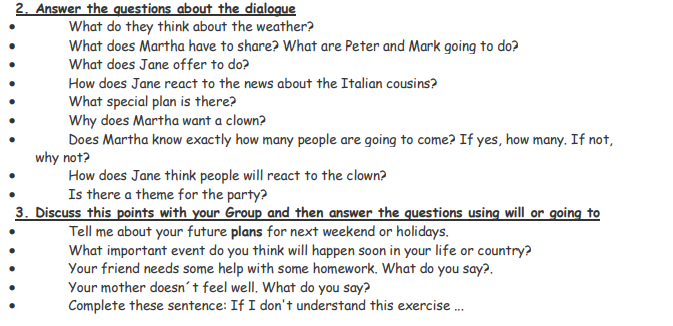 2. Answer the questions about the dialogue
• What do they think about the weather?
• What does Martha have to share? What are Peter and Mark going to do?
• What does Jane offer to do?
• How does Jane react to the news about the Italian cousins?
• What special plan is there?
• Why does Martha want a clown?
• Does Martha know exactly how many people are going to come? If yes, how many. If not,
why not?
• How does Jane think people will react to the clown?
• Is there a theme for the party?
3. Discuss this points with your Group and then answer the questions using will or going to
• Tell me about your future plans for next weekend or holidays.
• What important event do you think will happen soon in your life or country?
• Your friend needs some help with some homework. What do you say?.
• Your mother doesn´t feel well. What do you say?
• Complete these sentence: If I don't understand this exercise ...